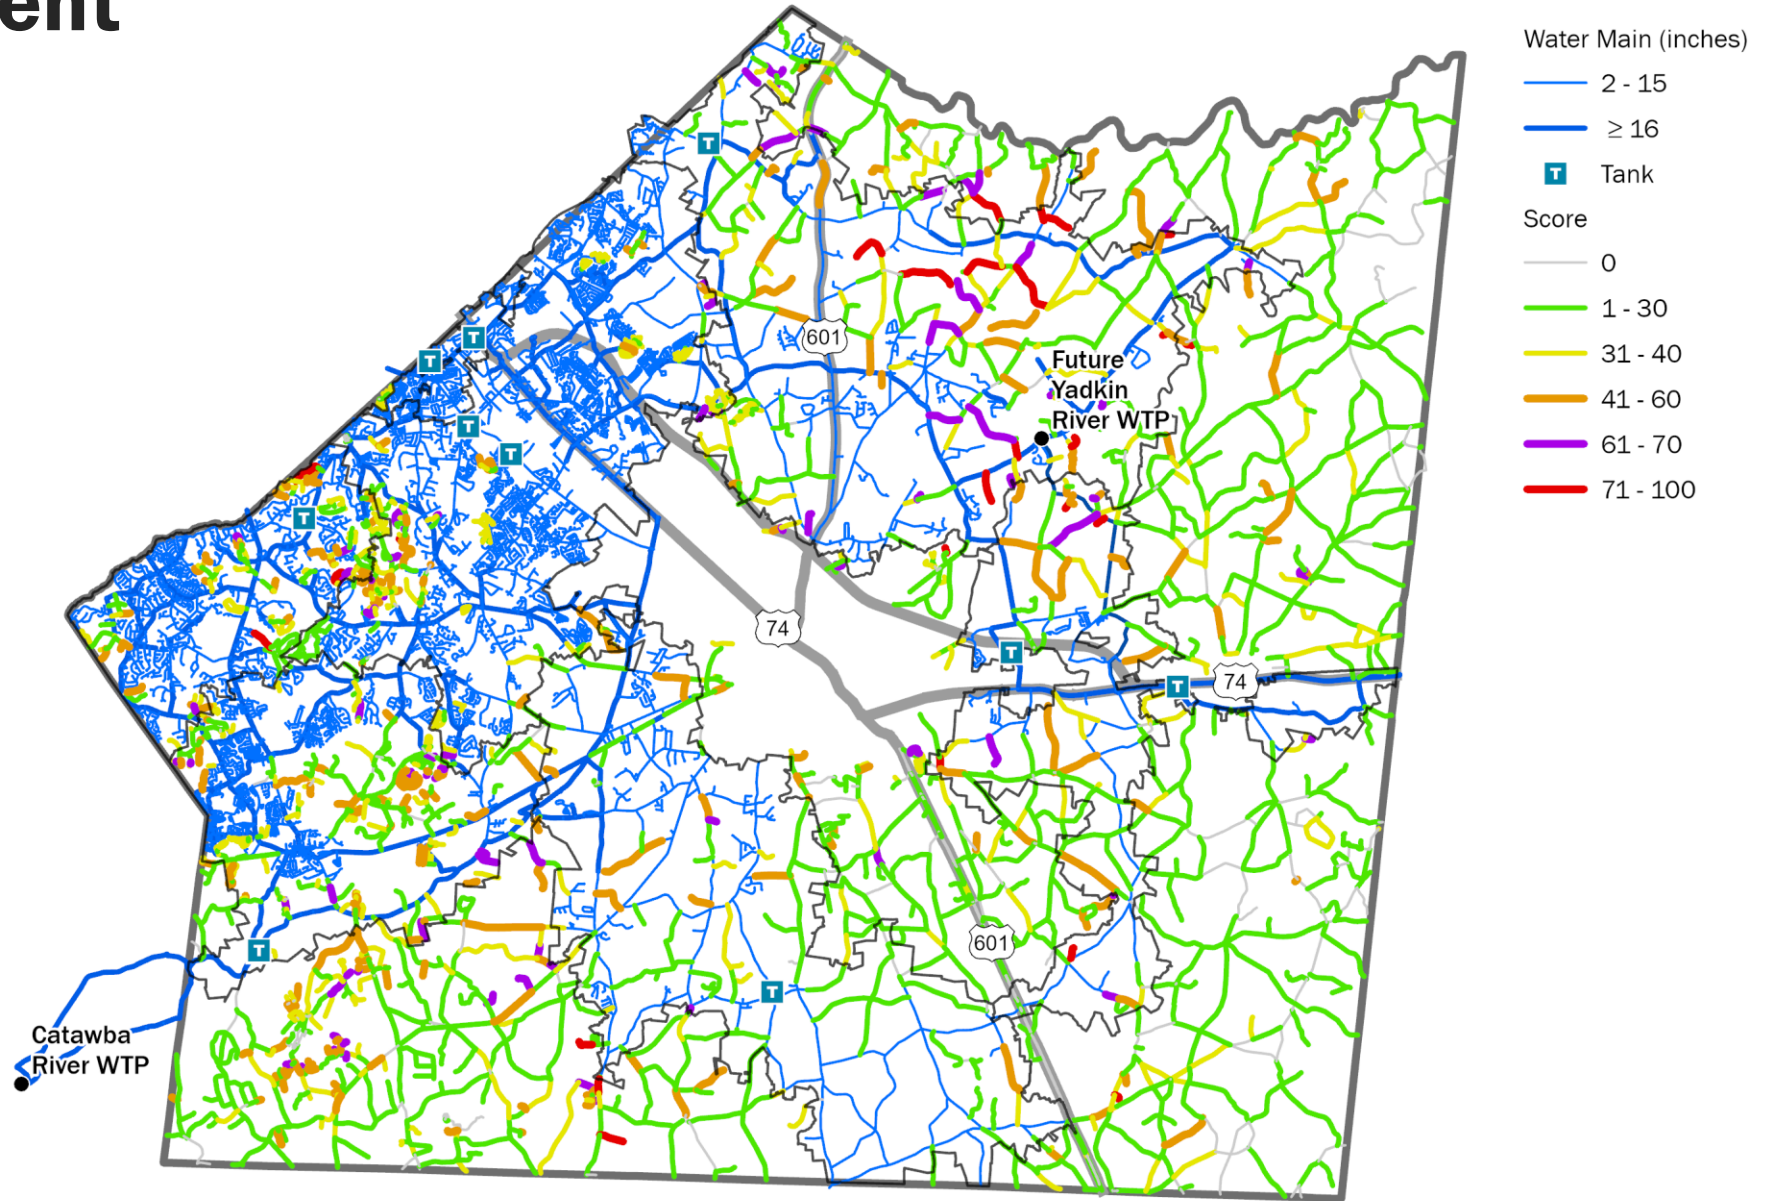 ent
Water Main (inches)
2 - 15
≥ 16
T Tank
Score
0
1 - 30
31 - 40
41 - 60
61 - 70
71 - 100
T
T
T
601
Future
Yadkin
River WTP
T
T
T
74
T
T
74
601
T
T
Catawba
River WTP